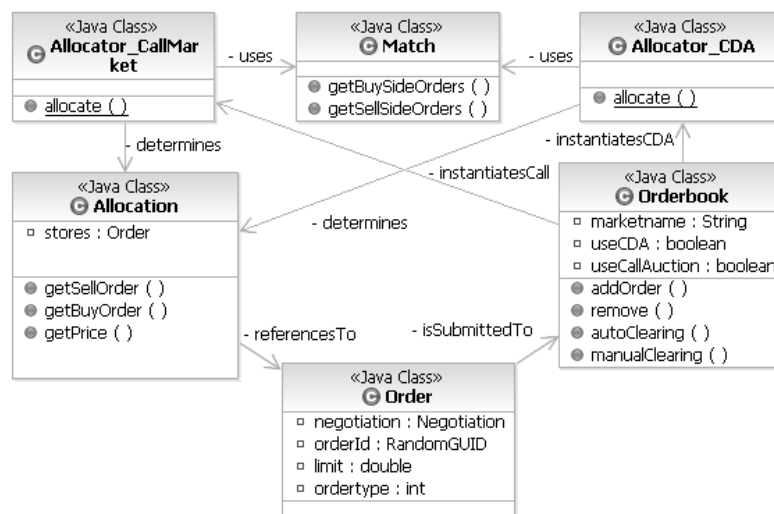 «Java Class»
Allocator_CallMar
ket
allocate ( )
- uses
«Java Class»
Match
getBuySideOrders ( )
getSellSideOrders ( )
- uses
«Java Class»
Allocator_CDA
allocate ( )
- determines
- instantiatesCDA
- instantiatesCall
- determines
«Java Class»
Allocation
stores : Order
getSellOrder ( )
getBuyOrder ( )
getPrice ( )
«Java Class»
Orderbook
marketname : String
useCDA : boolean
useCallAuction : boolean
addOrder ( )
remove ( )
autoClearing ( )
manualClearing ( )
- referencesTo
- isSubmittedTo
«Java Class»
Order
negotiation : Negotiation
orderId : RandomGUID
limit : double
ordertype : int